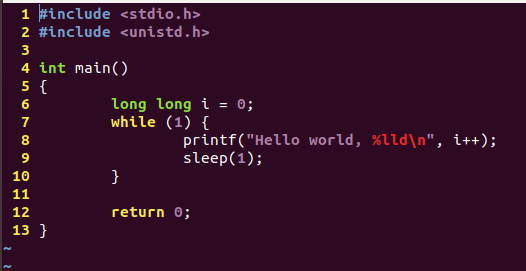 1 #include <stdio.h>
2 #include <unistd.h>
3
4 int main()
5 {
6         long long i = 0;
7         while (1) {
8                 printf("Hello world, %lld\n", i++);
9                 sleep(1);
10         }
11
12         return 0;
13 }
~
~